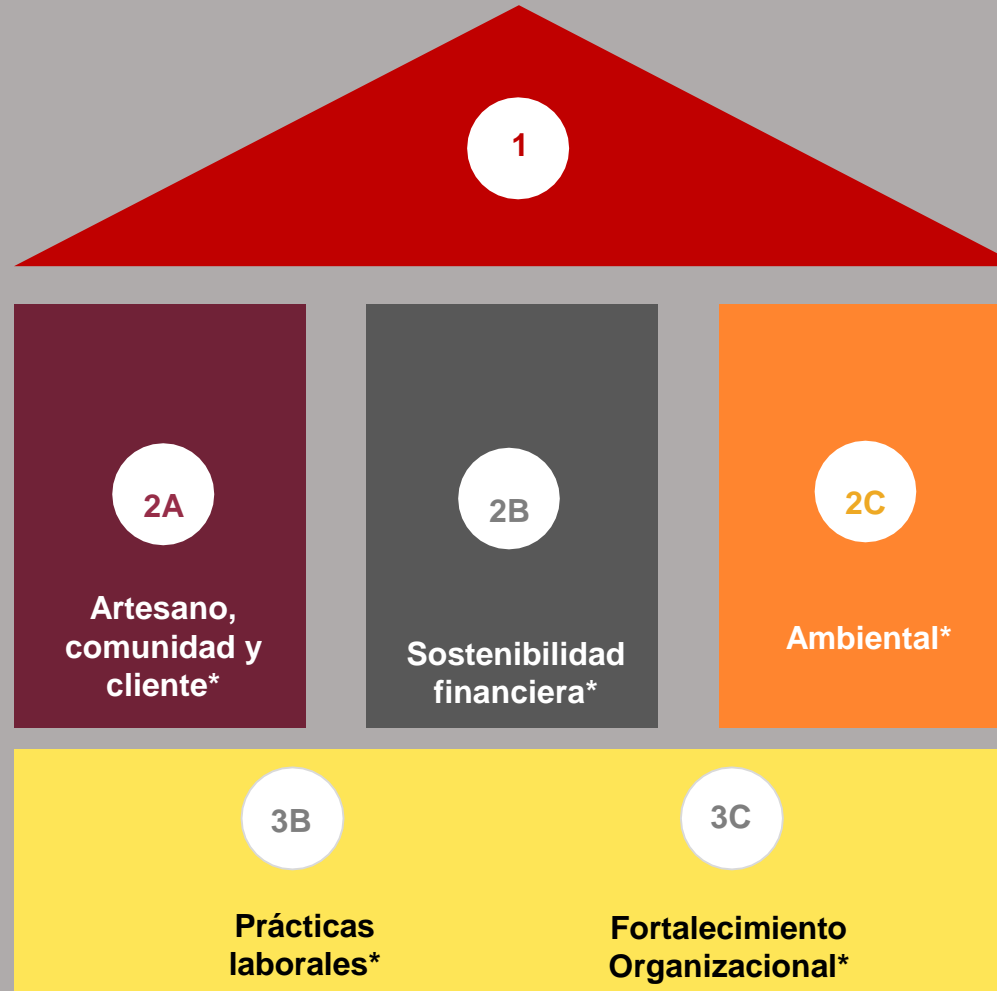 1
2A
Artesano,
comunidad y
cliente*
2B
Sostenibilidad
financiera*
2C
Ambiental*
3B
Prácticas
laborales*
3C
Fortalecimiento
Organizacional*